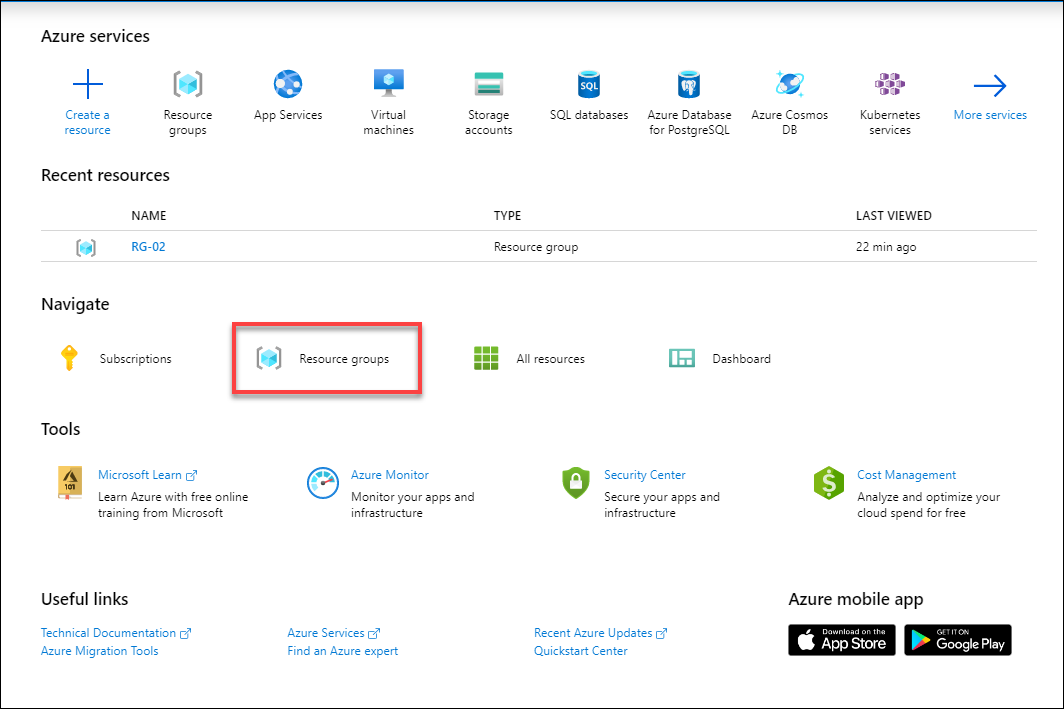 Azure services
Create a
resource
Resource
groups
App Services
Virtual
machines
Storage
accounts
SQL
SQL databases
Azure Database
for PostgreSQL
Azure Cosmos
DB
Kubernetes
services
More services
Recent resources
NAME TYPE LAST VIEWED
RG-02 Resource group 22 min ago
Navigate
Subscriptions Resource groups All resources Dashboard
Tools
101
Microsoft Learn
Learn Azure with free online
training from Microsoft
Azure Monitor
Monitor your apps and
infrastructure
Security Center
Secure your apps and
infrastructure
$
Cost Management
Analyze and optimize your
cloud spend for free
Useful links
Technical Documentation
Azure Migration Tools
Azure Services
Find an Azure expert
Recent Azure Updates
Quickstart Center
Azure mobile app
Download on the
App Store
GET IT ON
Google Play